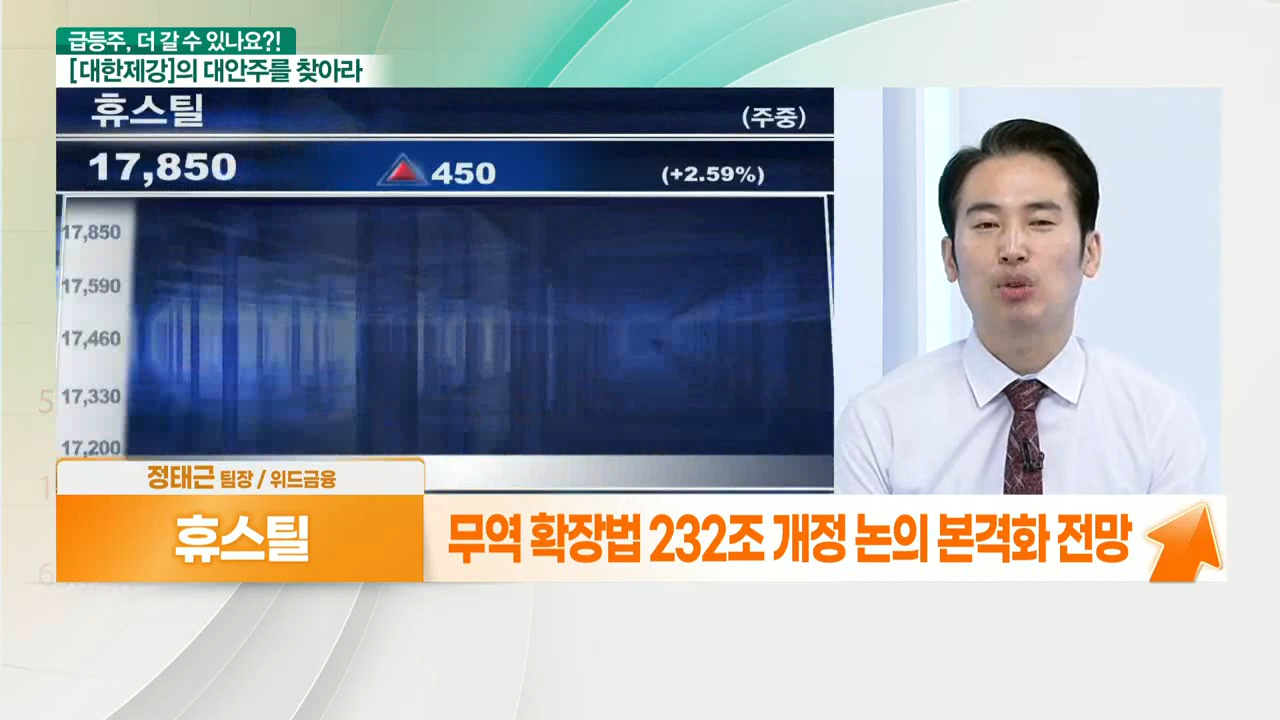 급등주, 더 갈 수 있나요?!
[대한제강]의 대안주를 찾아라
휴스틸 (주중)
17,850 450 (+2.59%)
17,850
17,590
17,460
17,330
17,200
정태근 팀장 / 위드금융
휴스틸
무역 확장법 232조 개정 논의 본격화 전망